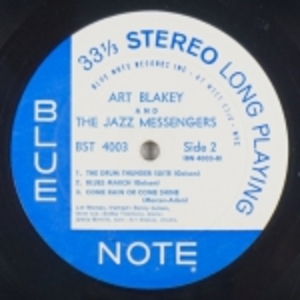 33⅓ STEREO LONG PLAYING
BLUE NOTE RECORDS INC · 47 WEST 63rd · NYC
ART BLAKEY
AND
THE JAZZ MESSENGERS
BST 4003
Side 2
1. THE DRUM THUNDER SUITE (Golson)
2. BLUES MARCH (Golson)
3. COME RAIN OR COME SHINE
(Mercer-Arlen)
BLUE
NOTE